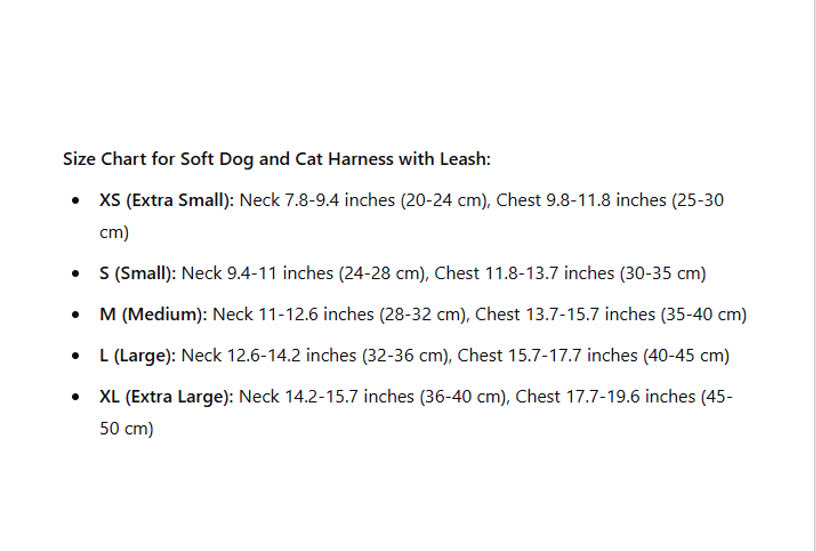 Size Chart for Soft Dog and Cat Harness with Leash:
• XS (Extra Small): Neck 7.8-9.4 inches (20-24 cm), Chest 9.8-11.8 inches (25-30
cm)
• S (Small): Neck 9.4-11 inches (24-28 cm), Chest 11.8-13.7 inches (30-35 cm)
• M (Medium): Neck 11-12.6 inches (28-32 cm), Chest 13.7-15.7 inches (35-40 cm)
• L (Large): Neck 12.6-14.2 inches (32-36 cm), Chest 15.7-17.7 inches (40-45 cm)
• XL (Extra Large): Neck 14.2-15.7 inches (36-40 cm), Chest 17.7-19.6 inches (45-
50 cm)